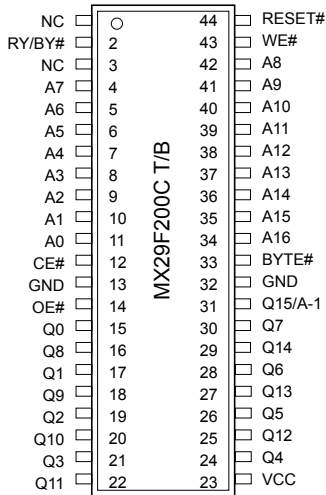 NC 44 RESET#
RY/BY# 2 43 WE#
NC 3 42 A8
A7 4 41 A9
A6 5 40 A10
A5 6 39 A11
A4 7 38 A12
A3 8 37 A13
A2 9 36 A14
A1 10 35 A15
A0 11 34 A16
CE# 12 33 BYTE#
GND 13 32 GND
OE# 14 31 Q15/A-1
Q0 15 30 Q7
Q8 16 29 Q14
Q1 17 28 Q6
Q9 18 27 Q13
Q2 19 26 Q5
Q10 20 25 Q12
Q3 21 24 Q4
Q11 22 23 VCC
MX29F200C T/B